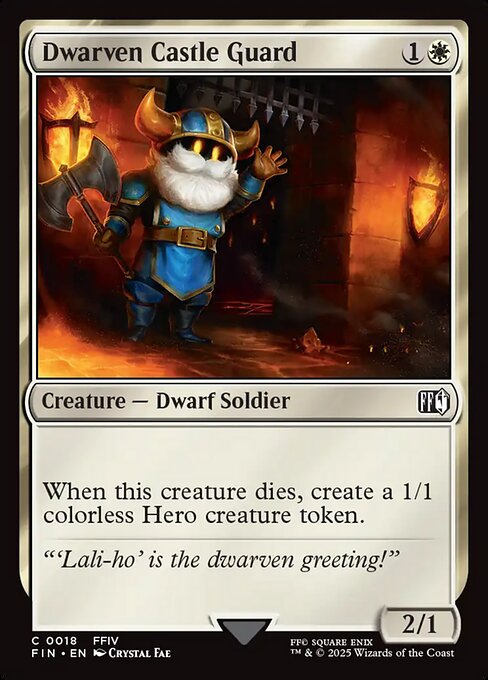 Dwarven Castle Guard 1
Creature — Dwarf Soldier FF
When this creature dies, create a 1/1
colorless Hero creature token.
“‘Lali-ho’ is the dwarven greeting!”
2/1
C 0018 FFIV
FIN • EN CRYSTAL FAE
FF© SQUARE ENIX
™ & © 2025 Wizards of the Coast